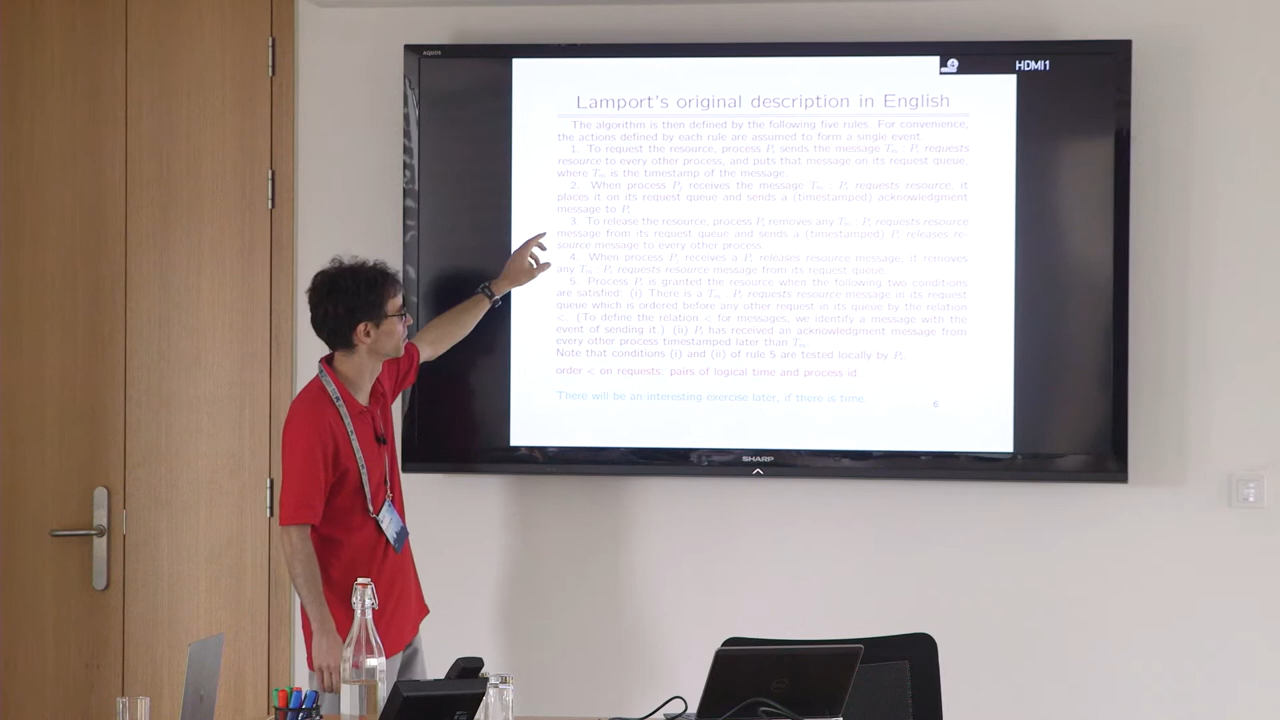 AQUOS
HDMI1
Lamport's original description in English
The algorithm is then defined by the following five rules. For convenience,
the actions defined by each rule are assumed to form a single event.
1. To request the resource, process Pi sends the message Tm : Pi requests
resource to every other process, and puts that message on its request queue,
where Tm is the timestamp of the message.
2. When process Pj receives the message Tm : Pi requests resource, it
places it on its request queue and sends a (timestamped) acknowledgment
message to Pi.
3. To release the resource, process Pi removes any Tm : Pi requests resource
message from its request queue and sends a (timestamped) Pi releases re-
source message to every other process.
4. When process Pj receives a Pi releases resource message, it removes
any Tm : Pi requests resource message from its request queue.
5. Process Pi is granted the resource when the following two conditions
are satisfied: (i) There is a Tm : Pi requests resource message in its request
queue which is ordered before any other request in its queue by the relation
<. (To define the relation < for messages, we identify a message with the
event of sending it.) (ii) Pi has received an acknowledgment message from
every other process timestamped later than Tm.
Note that conditions (i) and (ii) of rule 5 are tested locally by Pi.
order < on requests: pairs of logical time and process id
There will be an interesting exercise later, if there is time.
6
SHARP